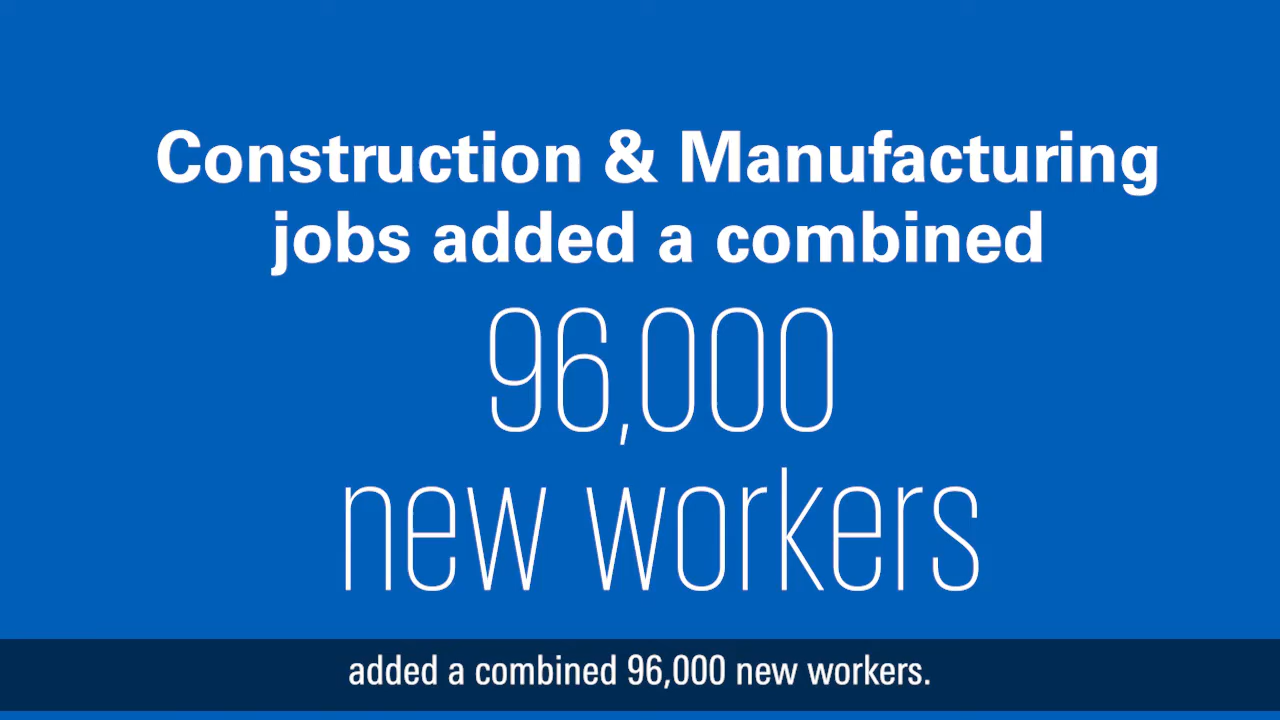 Construction & Manufacturing
jobs added a combined
96,000
new workers
added a combined 96,000 new workers.